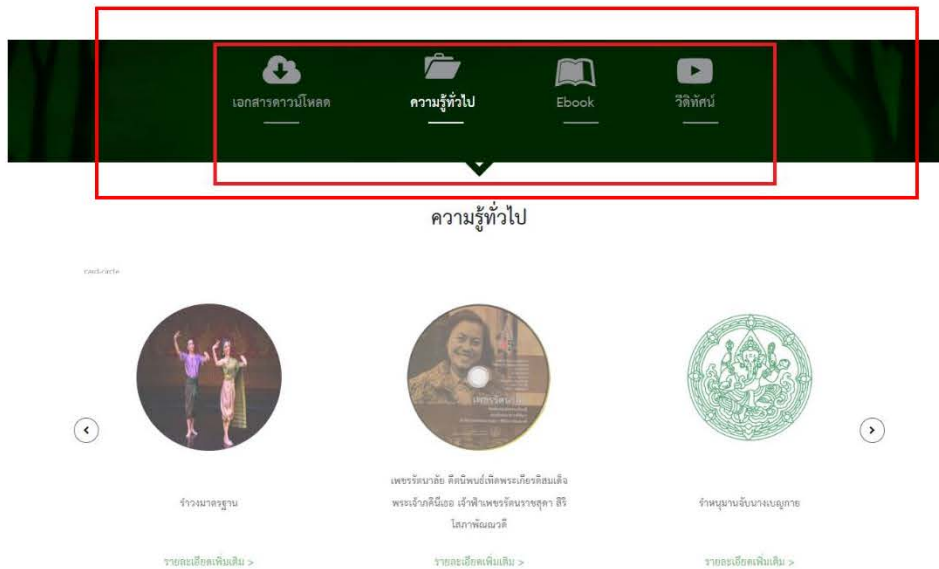 เอกสารดาวน์โหลด
ความรู้ทั่วไป
Ebook
วีดิทัศน์
ความรู้ทั่วไป
รำวงมาตรฐาน
เพชรรัตนาลัย คีตนิพนธ์เทิดพระเกียรติสมเด็จ
พระเจ้าภคินีเธอ เจ้าฟ้าเพชรรัตนราชสุดา สิริ
โสภาพัณณวดี
รำหนุมานจับนางเบญกาย
รายละเอียดเพิ่มเติม >
รายละเอียดเพิ่มเติม >
รายละเอียดเพิ่มเติม >